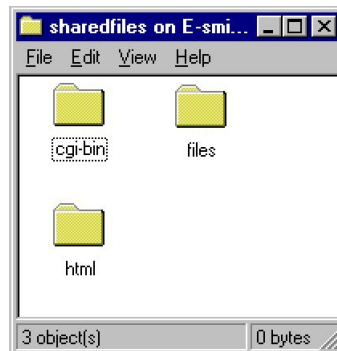 sharedfiles on E-smi...
File Edit View Help
cgi-bin files
html
3 object(s) 0 bytes